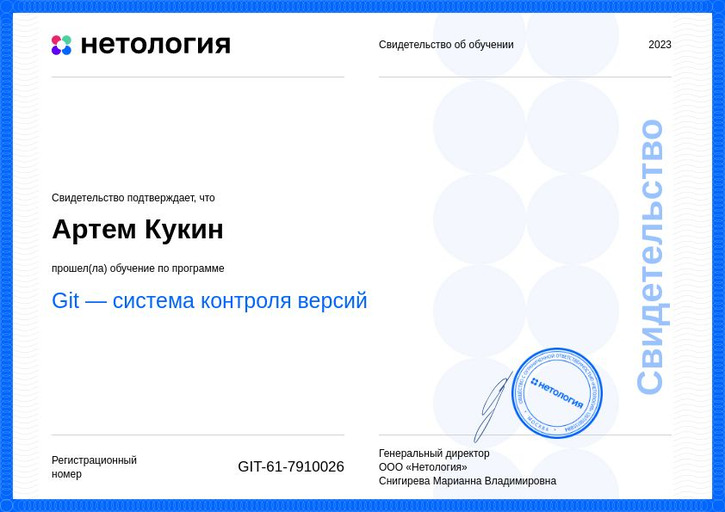 нетология
Свидетельство об обучении
2023
Свидетельство подтверждает, что
Артем Кукин
прошел(ла) обучение по программе
Git — система контроля версий
Свидетельство
нетология
МОСКВА
Регистрационный
номер
GIT-61-7910026
Генеральный директор
ООО «Нетология»
Снигирева Марианна Владимировна